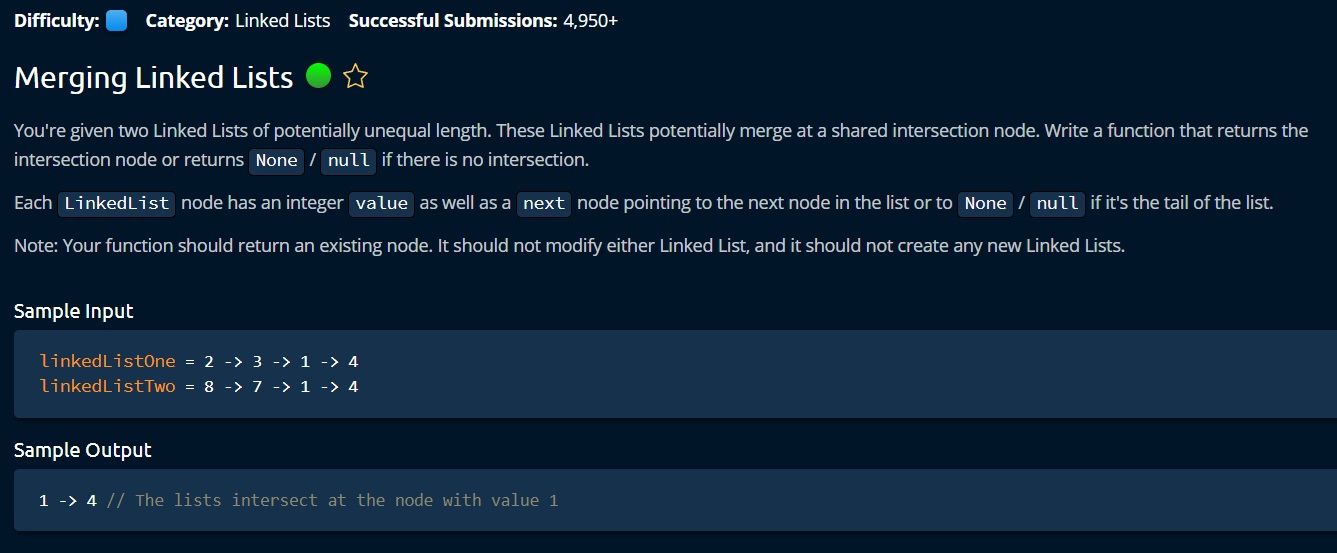 Difficulty: Category: Linked Lists Successful Submissions: 4,950+
Merging Linked Lists
You're given two Linked Lists of potentially unequal length. These Linked Lists potentially merge at a shared intersection node. Write a function that returns the
intersection node or returns None / null if there is no intersection.
Each LinkedList node has an integer value as well as a next node pointing to the next node in the list or to None / null if it's the tail of the list.
Note: Your function should return an existing node. It should not modify either Linked List, and it should not create any new Linked Lists.
Sample Input
linkedListOne = 2 -> 3 -> 1 -> 4
linkedListTwo = 8 -> 7 -> 1 -> 4
Sample Output
1 -> 4 // The lists intersect at the node with value 1